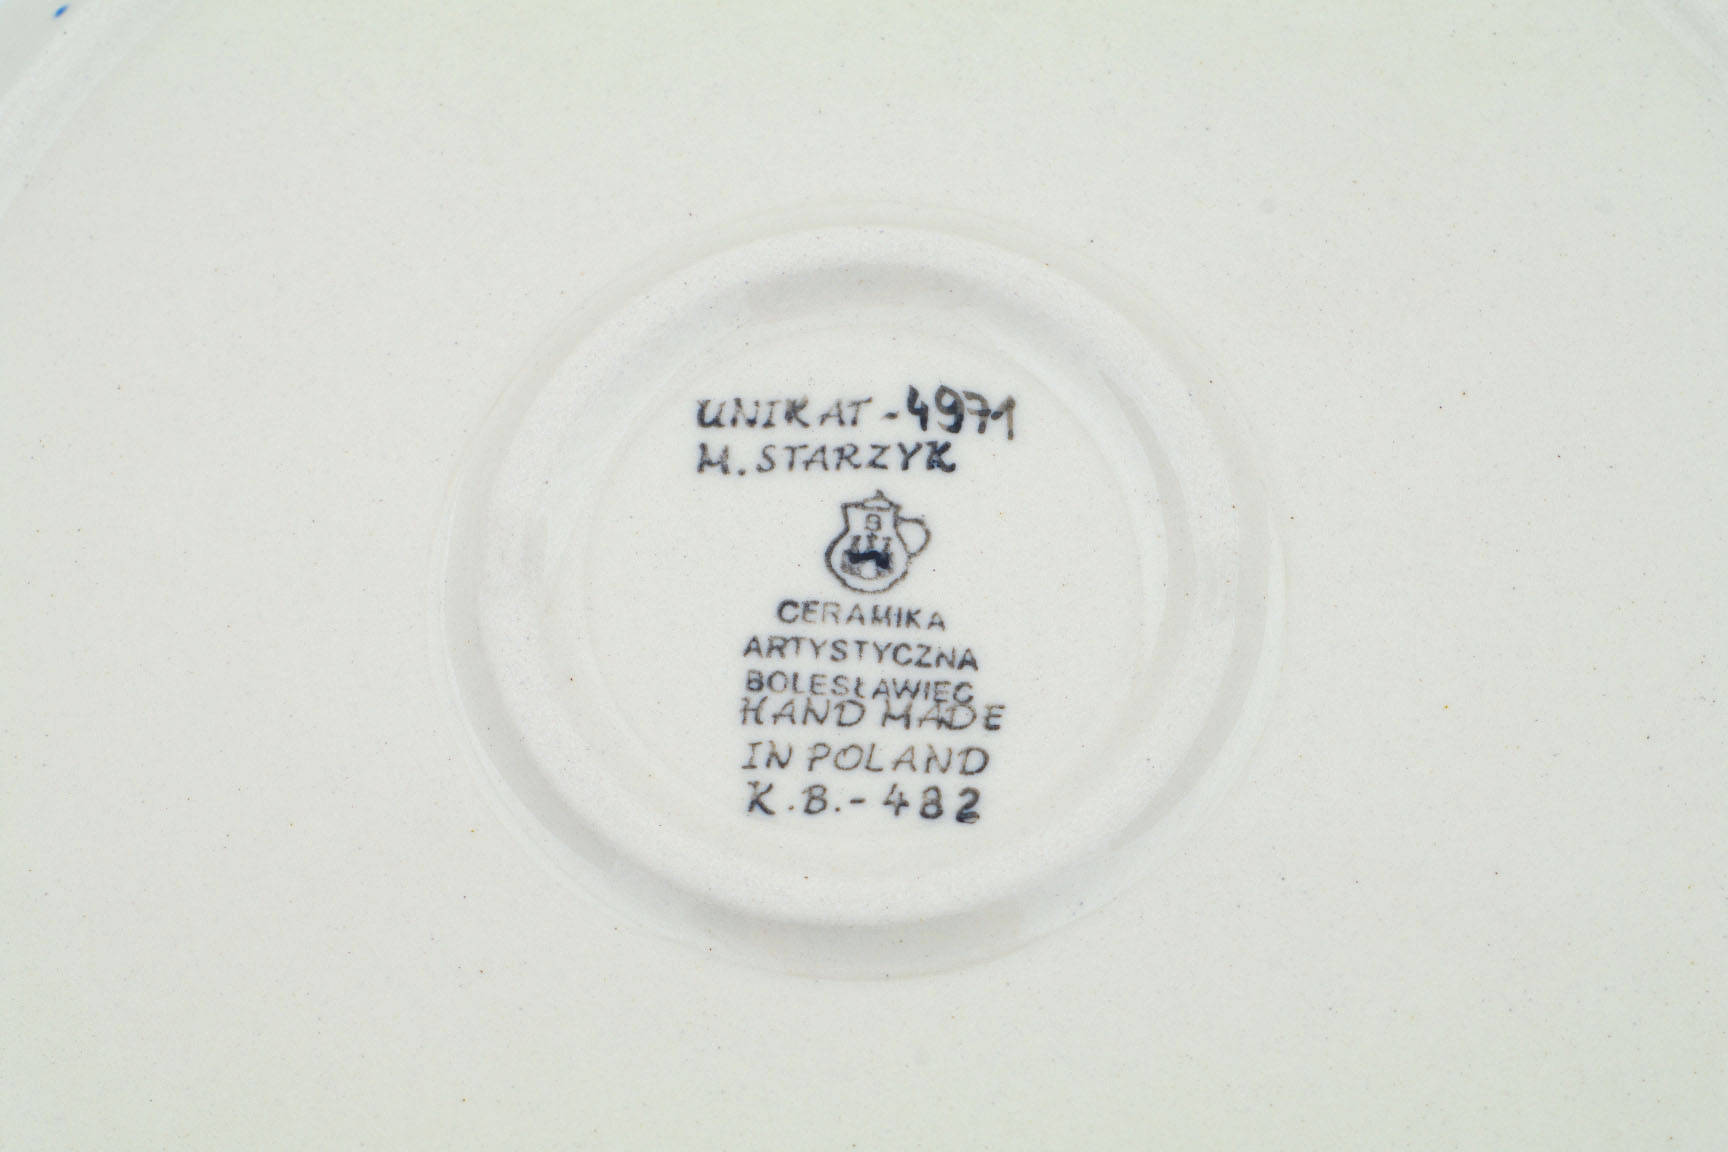 UNIKAT - 4971
M. STARZYK
B
CERAMIKA
ARTYSTYCZNA
BOLESŁAWIEC
HAND MADE
IN POLAND
K.B. - 482